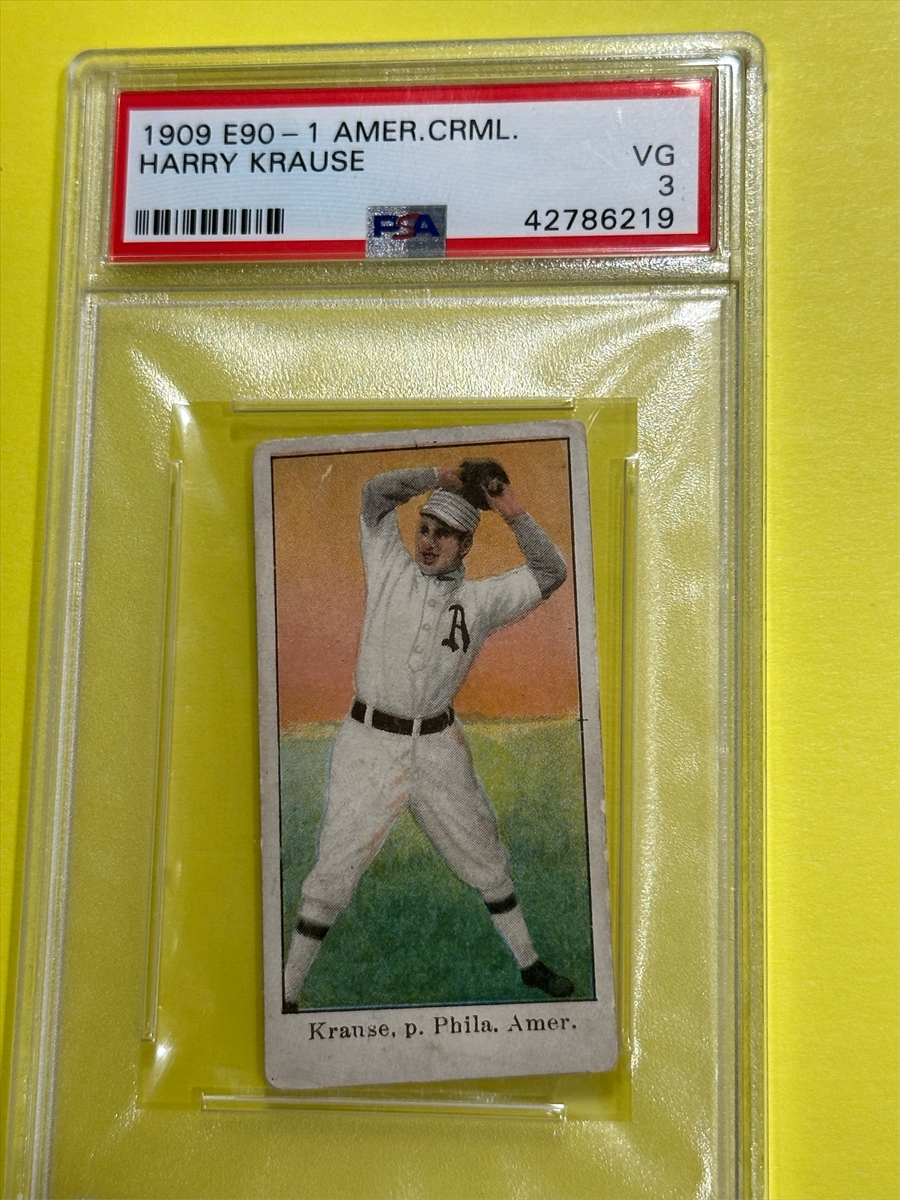 1909 E90-1 AMER.CRML.
HARRY KRAUSE
VG
3
PSA
42786219
A
Krause, p. Phila. Amer.